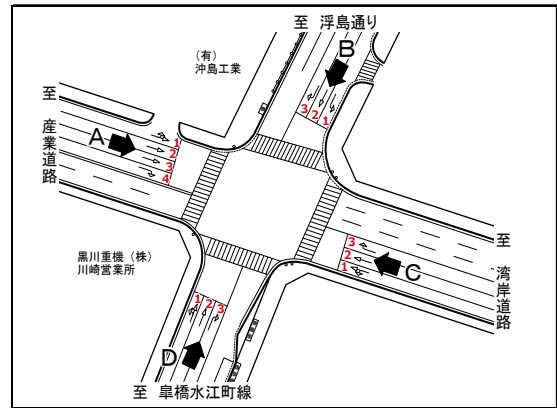 至 浮島通り
(有)
沖島工業
B
3 2 1
至 産業道路
A
1
2
3
4
黒川重機(株)
川崎営業所
3
2
1
C
至 湾岸道路
1 2 3
D
至 皐橋水江町線